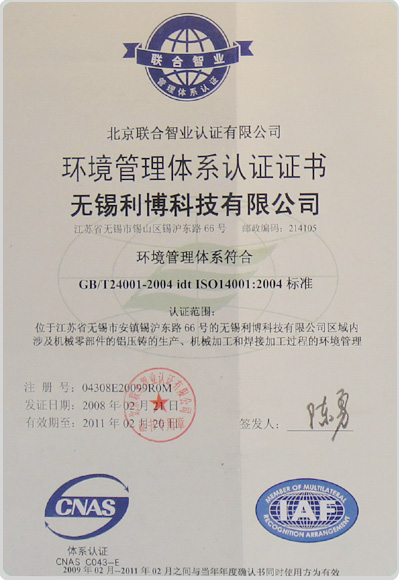 联合智业
管理体系认证
北京联合智业认证有限公司
环境管理体系认证证书
无锡利博科技有限公司
江苏省无锡市锡山区锡沪东路 66 号 邮政编码：214105
环境管理体系符合
GB/T24001-2004 idt ISO14001:2004 标准
认证范围：
位于江苏省无锡市安镇锡沪东路 66 号的无锡利博科技有限公司区域内
涉及机械零部件的铝压铸的生产、机械加工和焊接加工过程的环境管理
注 册 号：04308E20099R0M
发证日期：2008 年 02 月 21 日
有效期至：2011 年 02 月 20 日
签发人：
陈勇
CNAS
体系认证
CNAS C043-E
MEMBER OF MULTILATERAL
IAF
RECOGNITION ARRANGEMENT
2009 年 02 月-2011 年 02 月之间与当年年度确认书同时使用方为有效